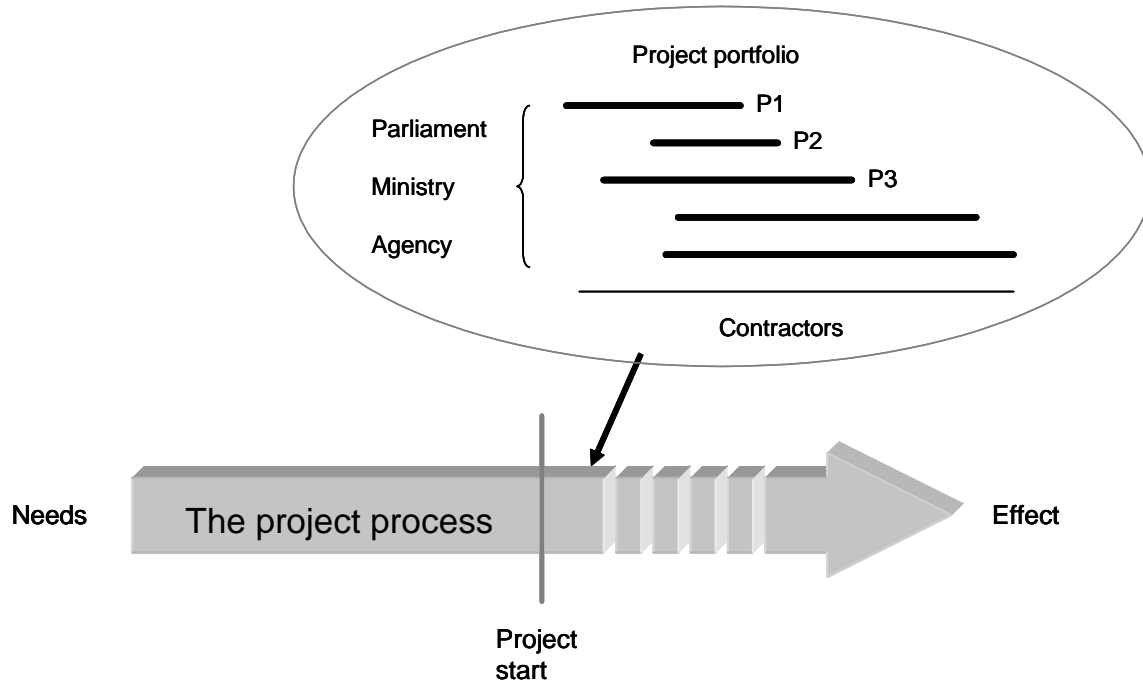 Project portfolio
P1
Parliament
P2
Ministry
P3
Agency
Contractors
Needs
The project process
Effect
Project
start